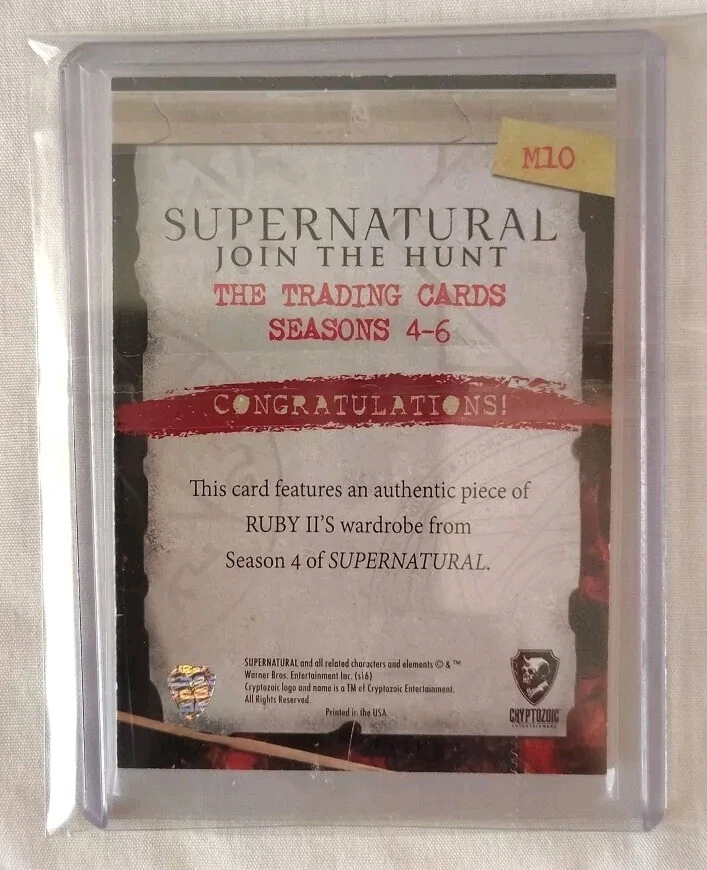 M10
SUPERNATURAL
JOIN THE HUNT
THE TRADING CARDS
SEASONS 4-6
CONGRATULATIONS!
This card features an authentic piece of
RUBY II'S wardrobe from
Season 4 of SUPERNATURAL.
SUPERNATURAL and all related characters and elements © & ™
Warner Bros. Entertainment Inc. (s16)
Cryptozoic logo and name is a TM of Cryptozoic Entertainment.
All Rights Reserved.
Printed in the USA
CRYPTOZOIC
ENTERTAINMENT